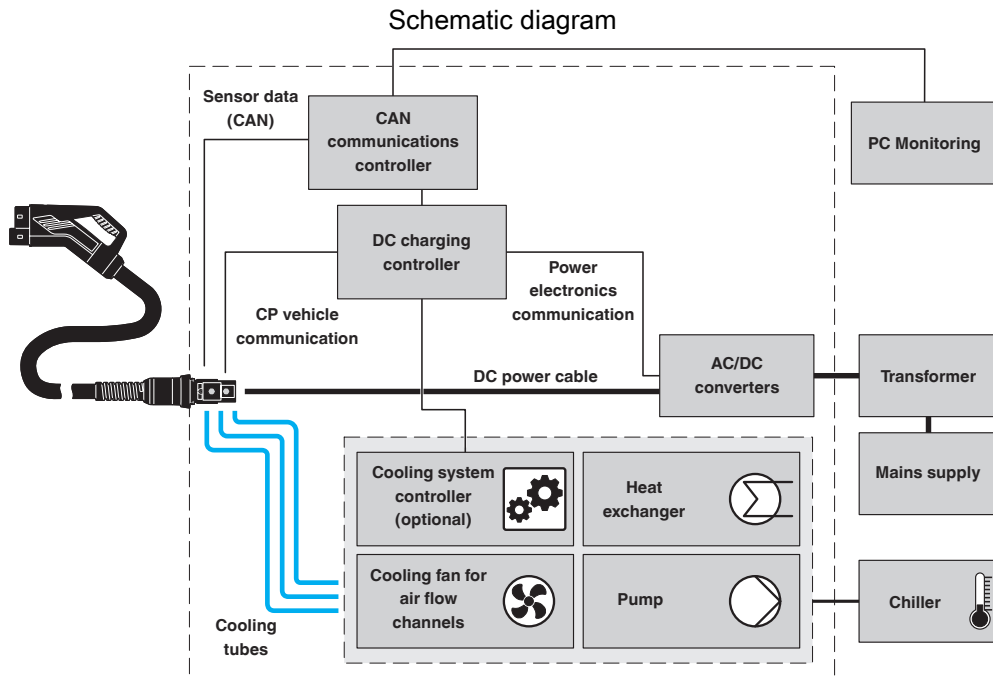 Schematic diagram
Sensor data
(CAN)
CAN
communications
controller
PC Monitoring
DC charging
controller
Power
electronics
communication
CP vehicle
communication
DC power cable
AC/DC
converters
Transformer
Mains supply
Cooling system
controller
(optional)
Heat
exchanger
Cooling fan for
air flow
channels
Pump
Chiller
Cooling
tubes